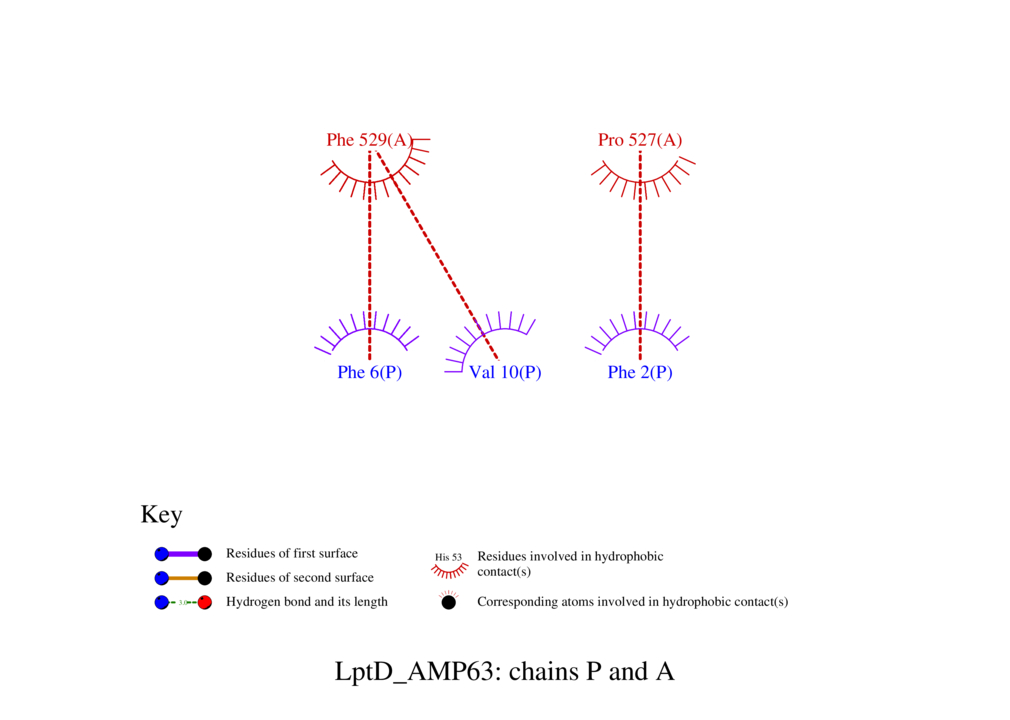 Phe 529(A)
Pro 527(A)
Phe 6(P)
Val 10(P)
Phe 2(P)
Key
Residues of first surface
Residues of second surface
3.0
Hydrogen bond and its length
His 53
Residues involved in hydrophobic
contact(s)
Corresponding atoms involved in hydrophobic contact(s)
LptD_AMP63: chains P and A